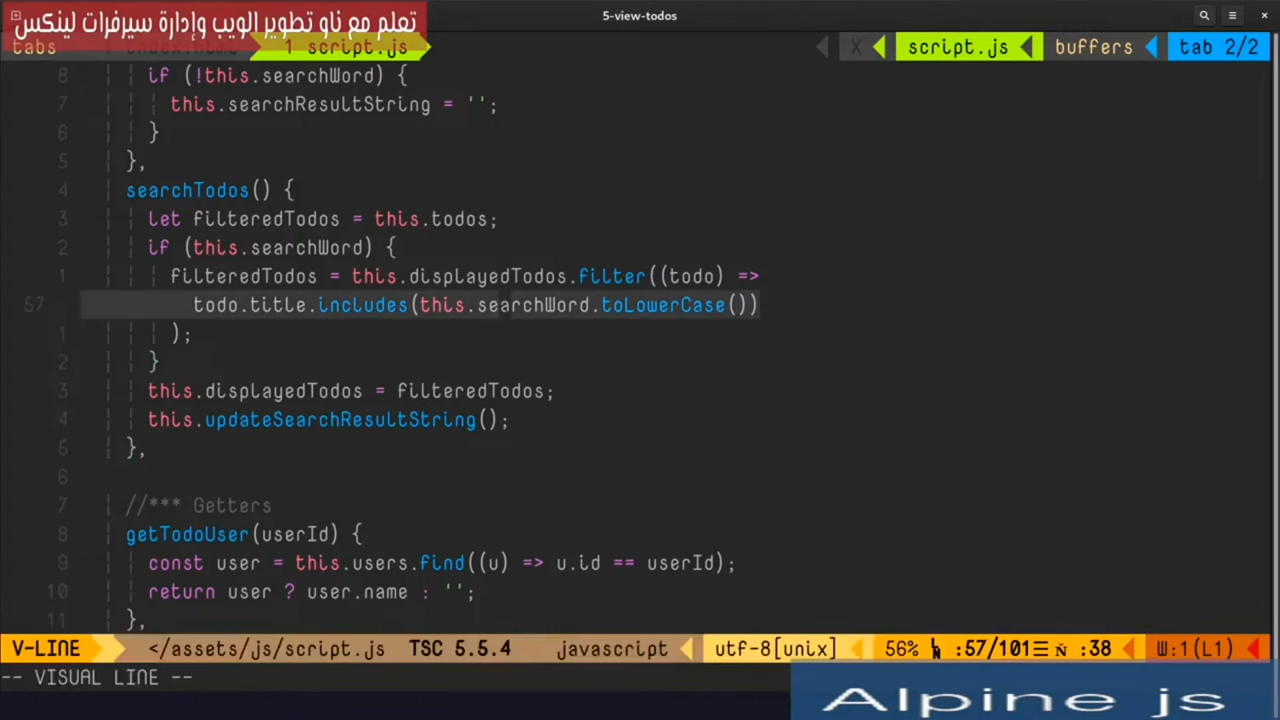 5-view-todos
تعلم مع ناو تطوير الويب وإدارة سيرفرات لينكس
tabs index.html 1 script.js X script.js buffers tab 2/2
8 if (!this.searchWord) {
7 this.searchResultString = '';
6 }
5 },
4 searchTodos() {
3 let filteredTodos = this.todos;
2 if (this.searchWord) {
1 filteredTodos = this.displayedTodos.filter((todo) =>
57 todo.title.includes(this.searchWord.toLowerCase())
1 );
2 }
3 this.displayedTodos = filteredTodos;
4 this.updateSearchResultString();
5 },
6
7 //*** Getters
8 getTodoUser(userId) {
9 const user = this.users.find((u) => u.id == userId);
10 return user ? user.name : '';
11 },
V-LINE </assets/js/script.js TSC 5.5.4 javascript utf-8[unix] 56% :57/101☰ :38 W:1(L1)
-- VISUAL LINE --
Alpine js